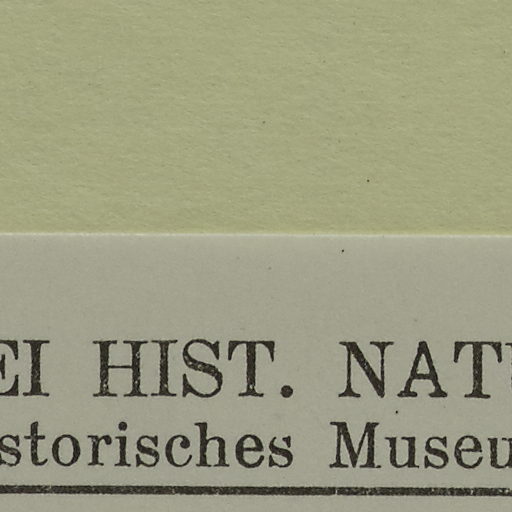 EI HIST. NAT
storisches Museu